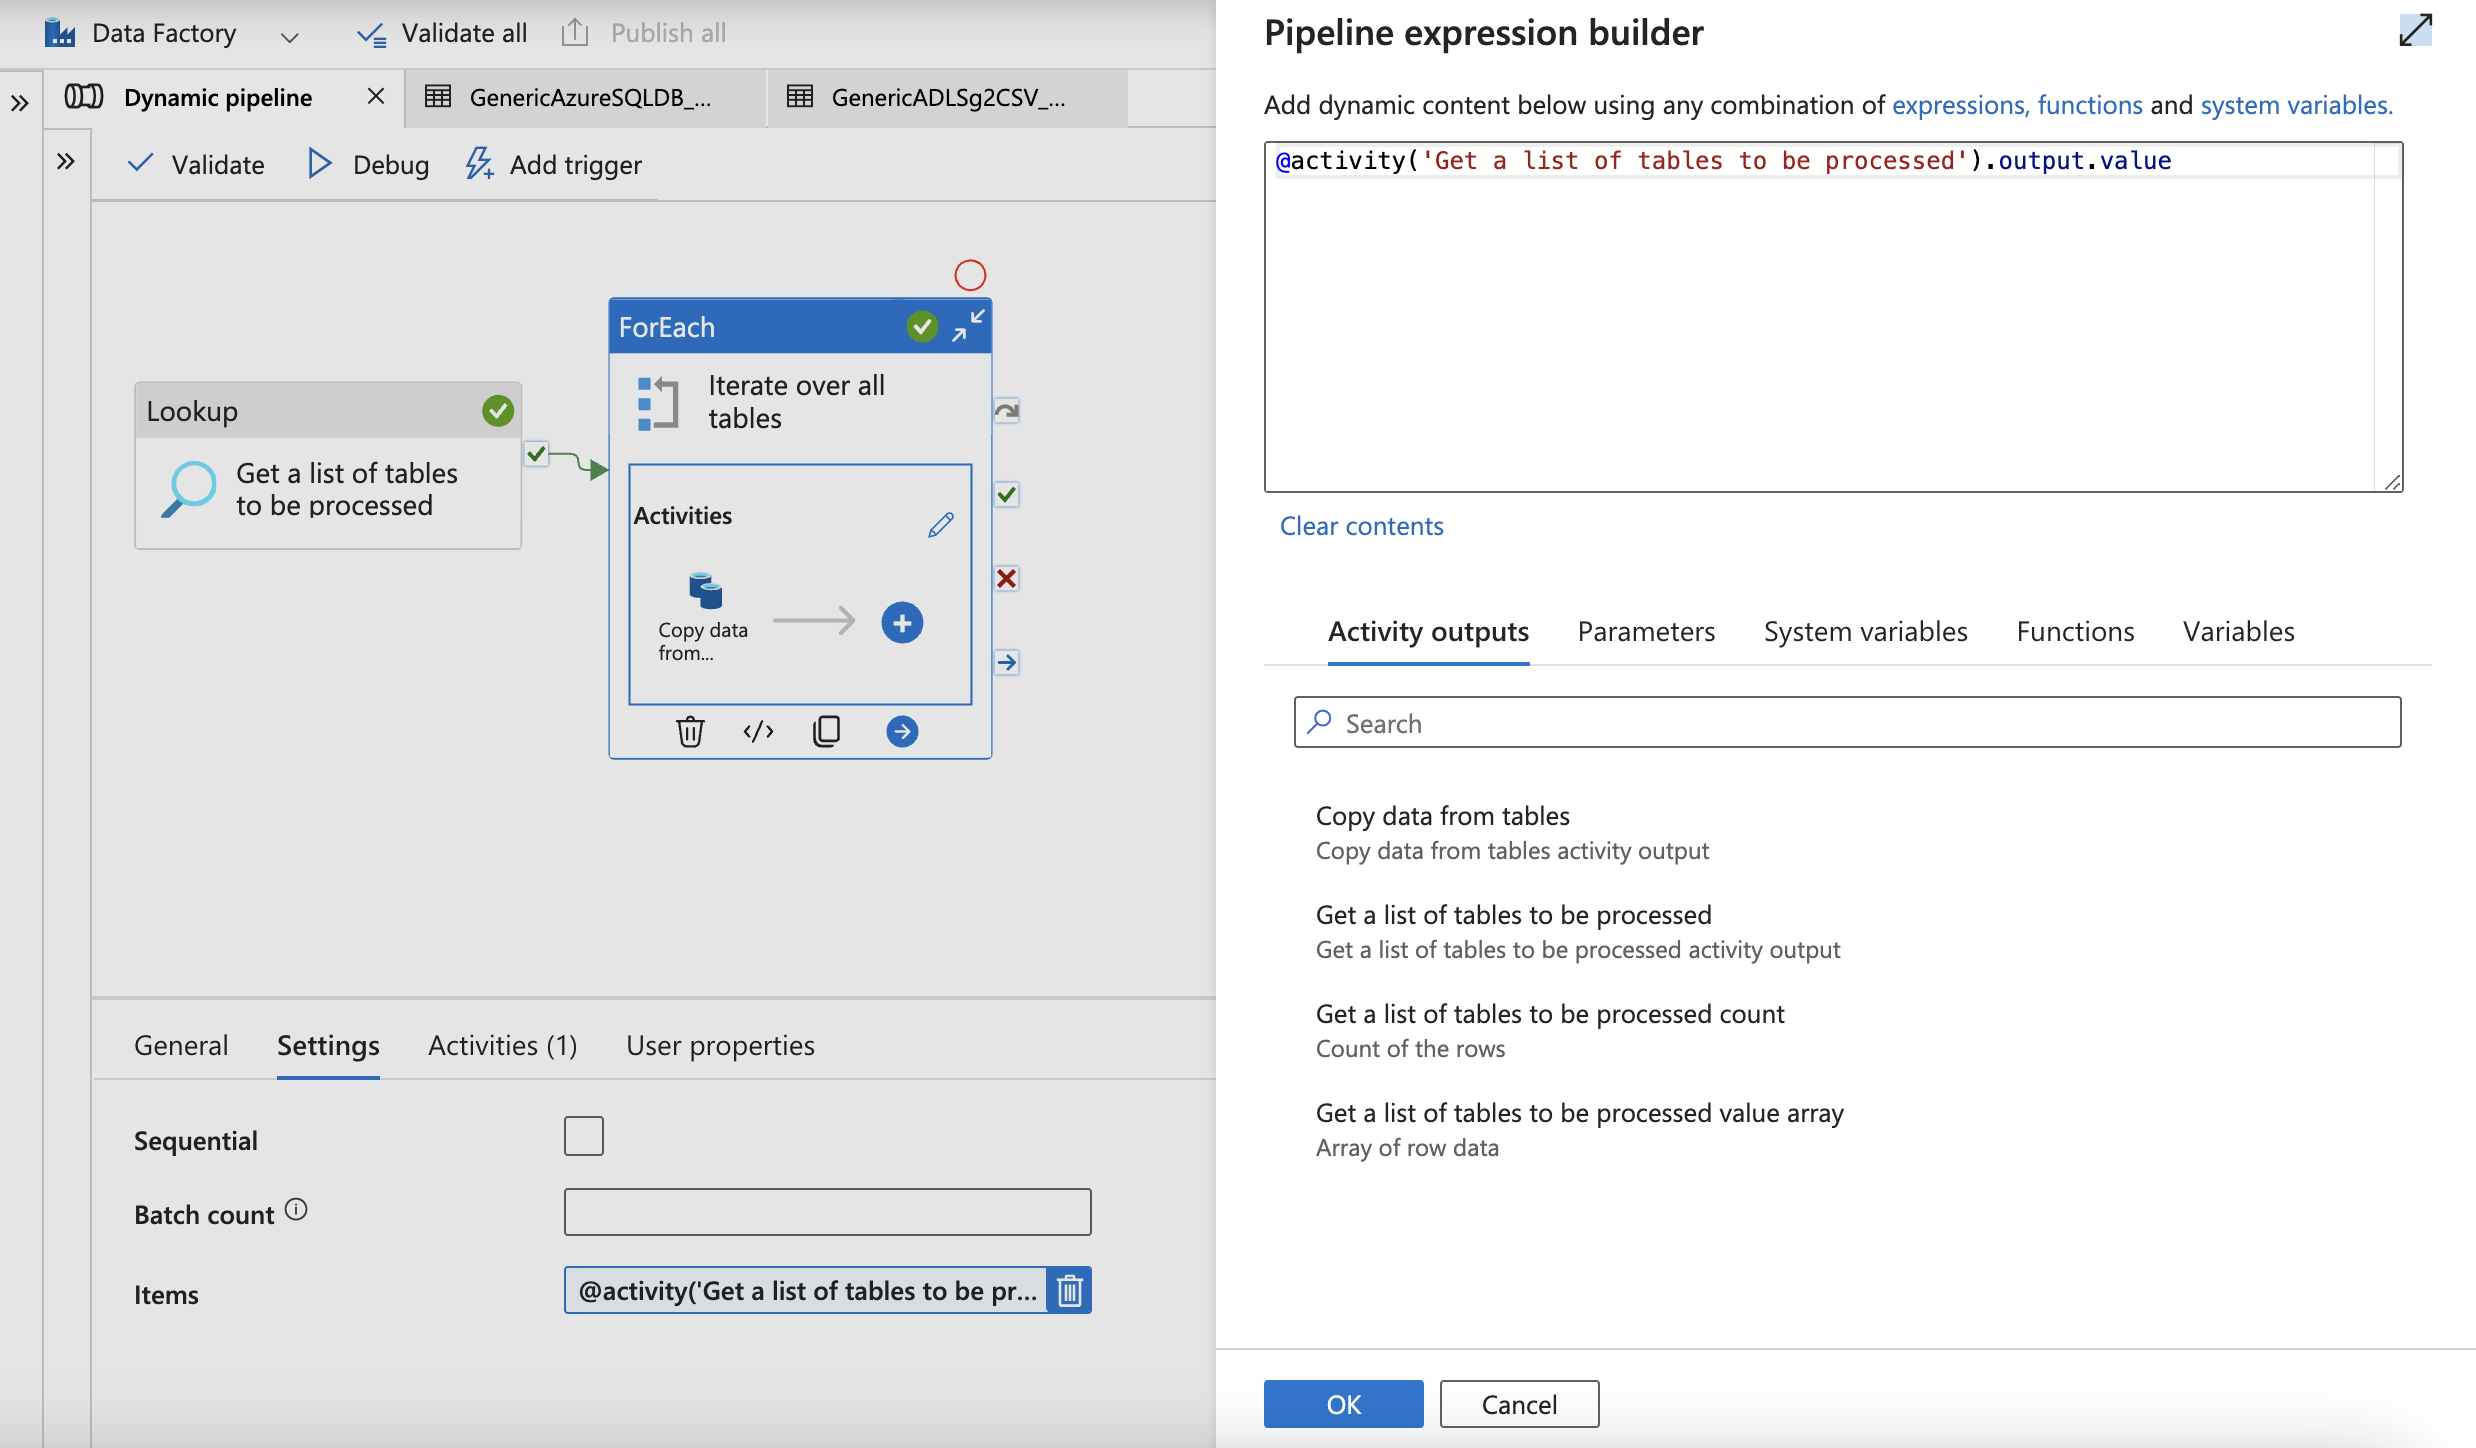 Data Factory
Validate all
Publish all
Dynamic pipeline
GenericAzureSQLDB_...
GenericADLSg2CSV_...
Validate
Debug
Add trigger
Lookup
Get a list of tables
to be processed
ForEach
Iterate over all
tables
Activities
Copy data
from...
General
Settings
Activities (1)
User properties
Sequential
Batch count
Items
@activity('Get a list of tables to be pr...
Pipeline expression builder
Add dynamic content below using any combination of expressions, functions and system variables.
@activity('Get a list of tables to be processed').output.value
Clear contents
Activity outputs
Parameters
System variables
Functions
Variables
Search
Copy data from tables
Copy data from tables activity output
Get a list of tables to be processed
Get a list of tables to be processed activity output
Get a list of tables to be processed count
Count of the rows
Get a list of tables to be processed value array
Array of row data
OK
Cancel